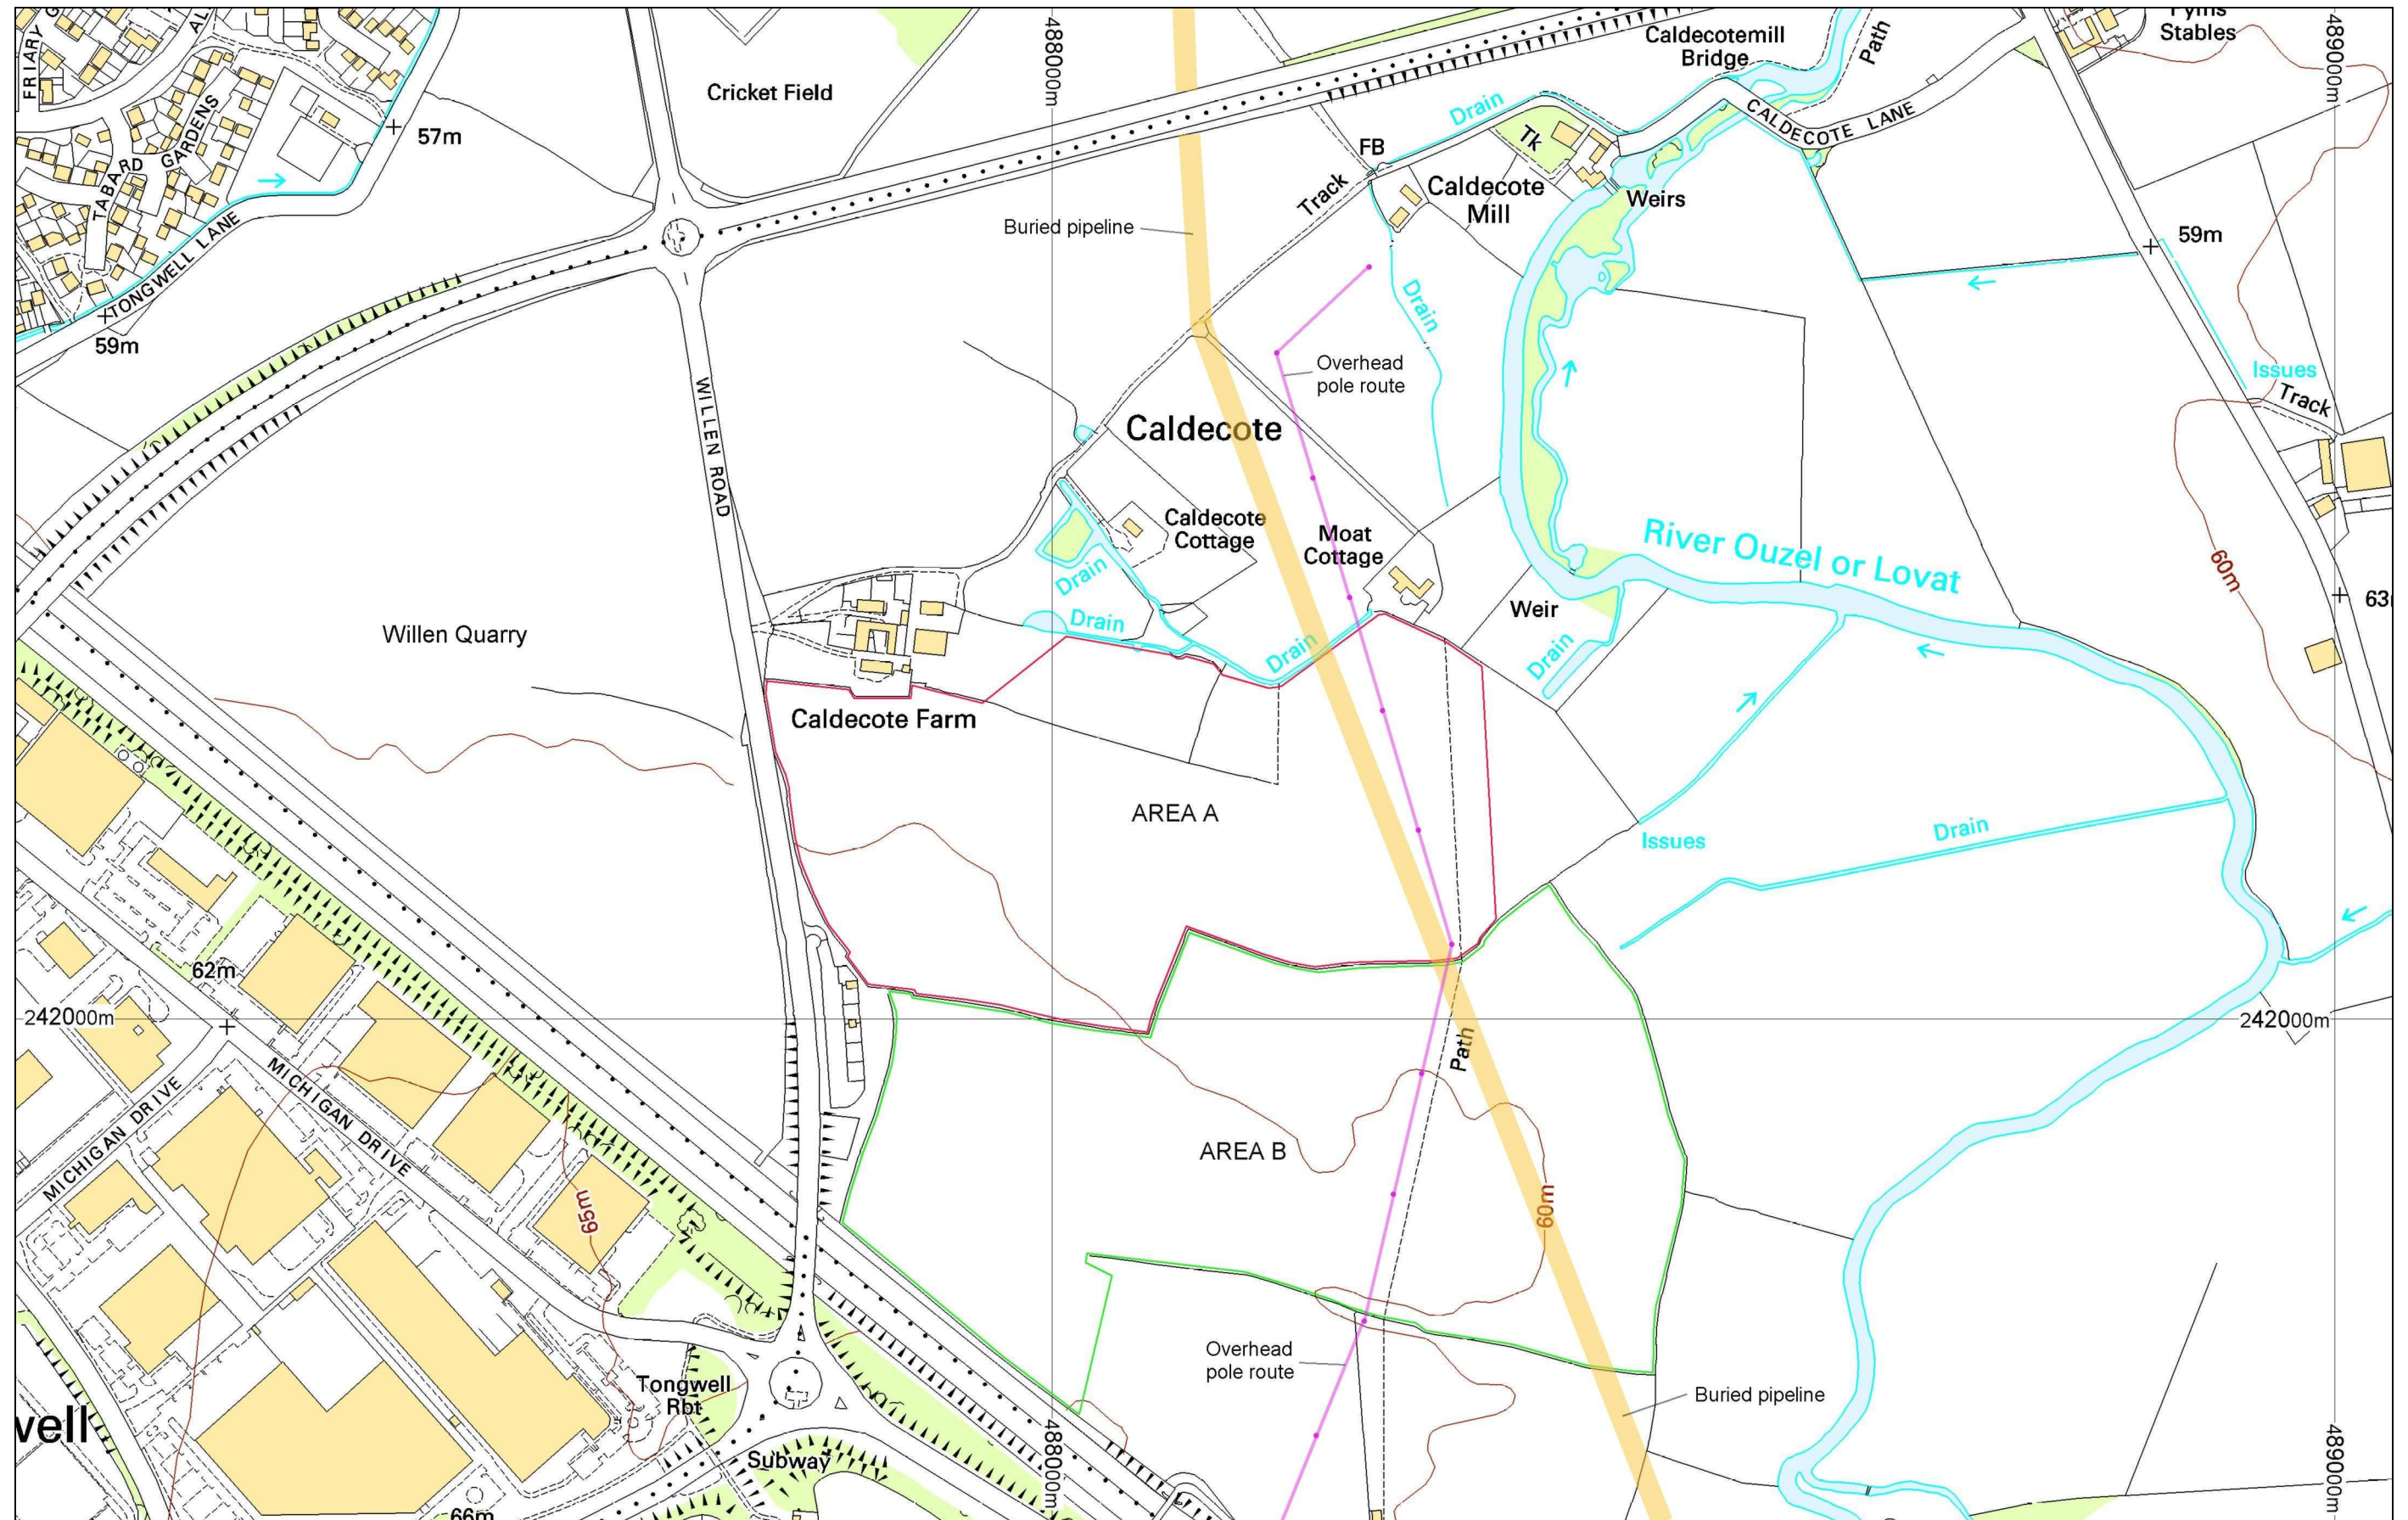 FRIARY
AL
Cricket Field
488000m
Caldecotemill
Bridge
Path
Stables
489000m
57m
TABARD GARDENS
TONGWELL LANE
59m
Drain
CALDECOTE LANE
FB
Tk
Track
Caldecote
Mill
Weirs
Buried pipeline
59m
WILLEN ROAD
Overhead
pole route
Drain
Issues
Track
Caldecote
Caldecote
Cottage
Moat
Cottage
River Ouzel or Lovat
60m
Drain
Drain
Drain
Weir
Drain
Willen Quarry
Caldecote Farm
AREA A
Issues
Drain
62m
242000m
242000m
MICHIGAN DRIVE
MICHIGAN DRIVE
Path
AREA B
65m
60m
Overhead
pole route
Tongwell
Rbt
Buried pipeline
well
Subway
488000m
489000m
66m